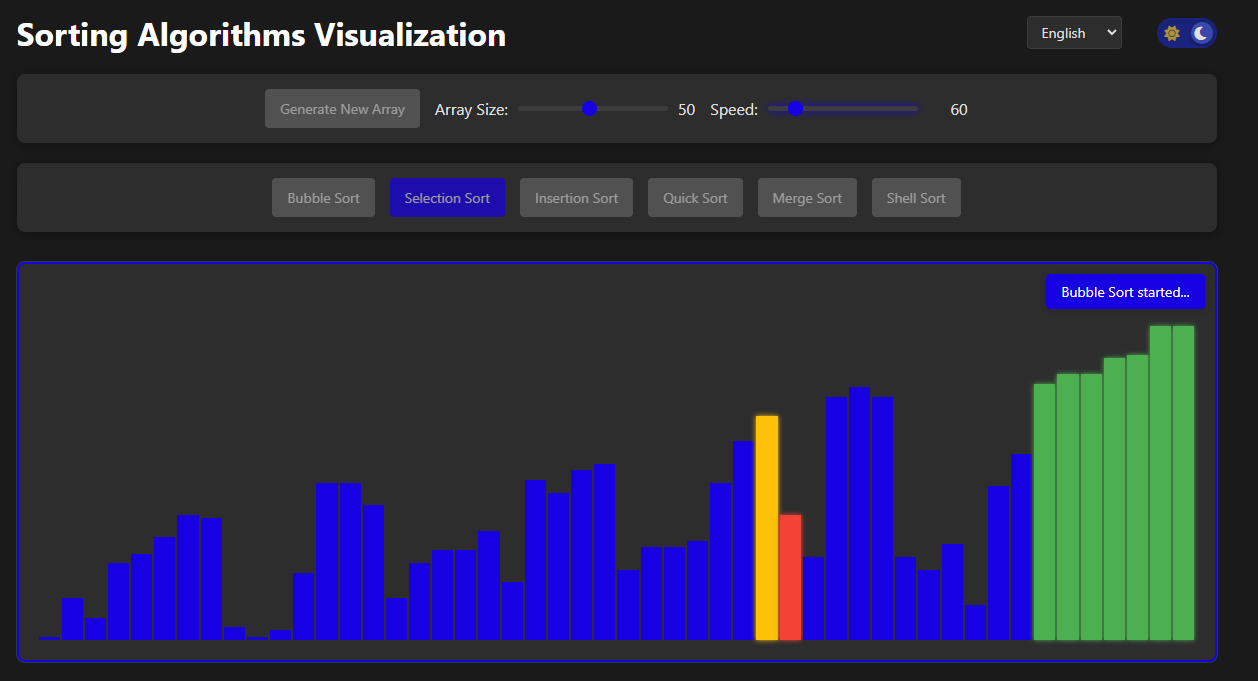 Sorting Algorithms Visualization
English
Generate New Array Array Size: 50 Speed: 60
Bubble Sort Selection Sort Insertion Sort Quick Sort Merge Sort Shell Sort
Bubble Sort started...